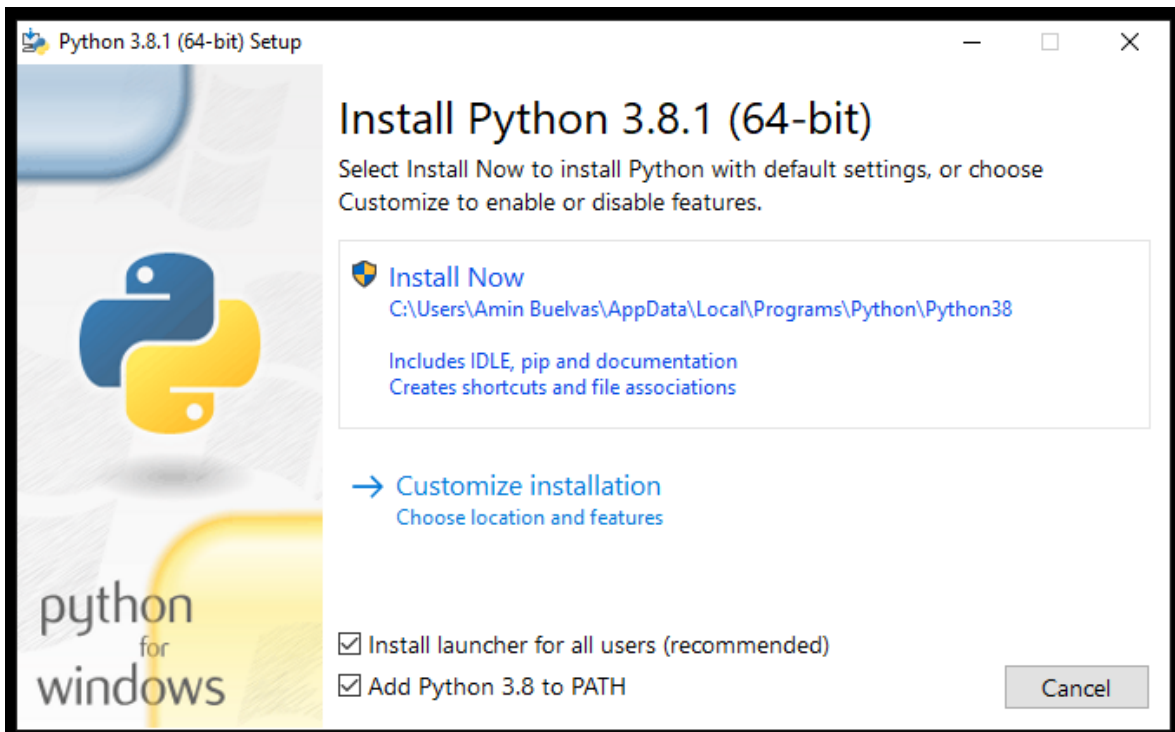 Python 3.8.1 (64-bit) Setup
Install Python 3.8.1 (64-bit)
Select Install Now to install Python with default settings, or choose
Customize to enable or disable features.
Install Now
C:\Users\Amin Buelvas\AppData\Local\Programs\Python\Python38
Includes IDLE, pip and documentation
Creates shortcuts and file associations
Customize installation
Choose location and features
python
for
windows
Install launcher for all users (recommended)
Add Python 3.8 to PATH
Cancel